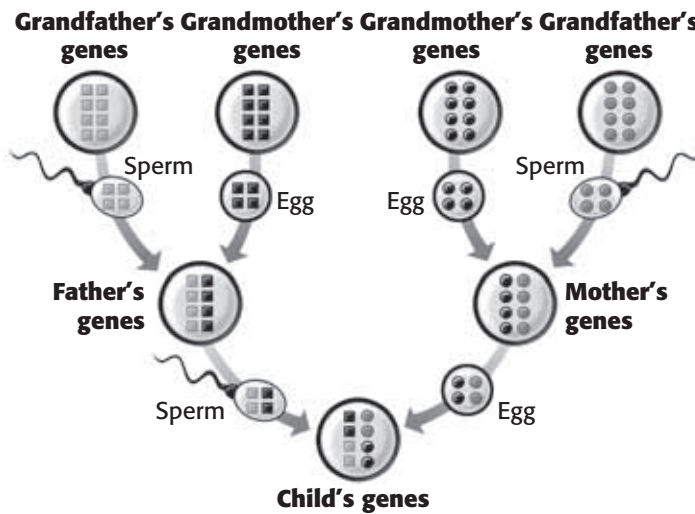 Grandfather's Grandmother's Grandmother's Grandfather's
genes genes genes genes
Sperm
Egg
Egg
Sperm
Father's
genes
Mother's
genes
Sperm
Egg
Child's genes